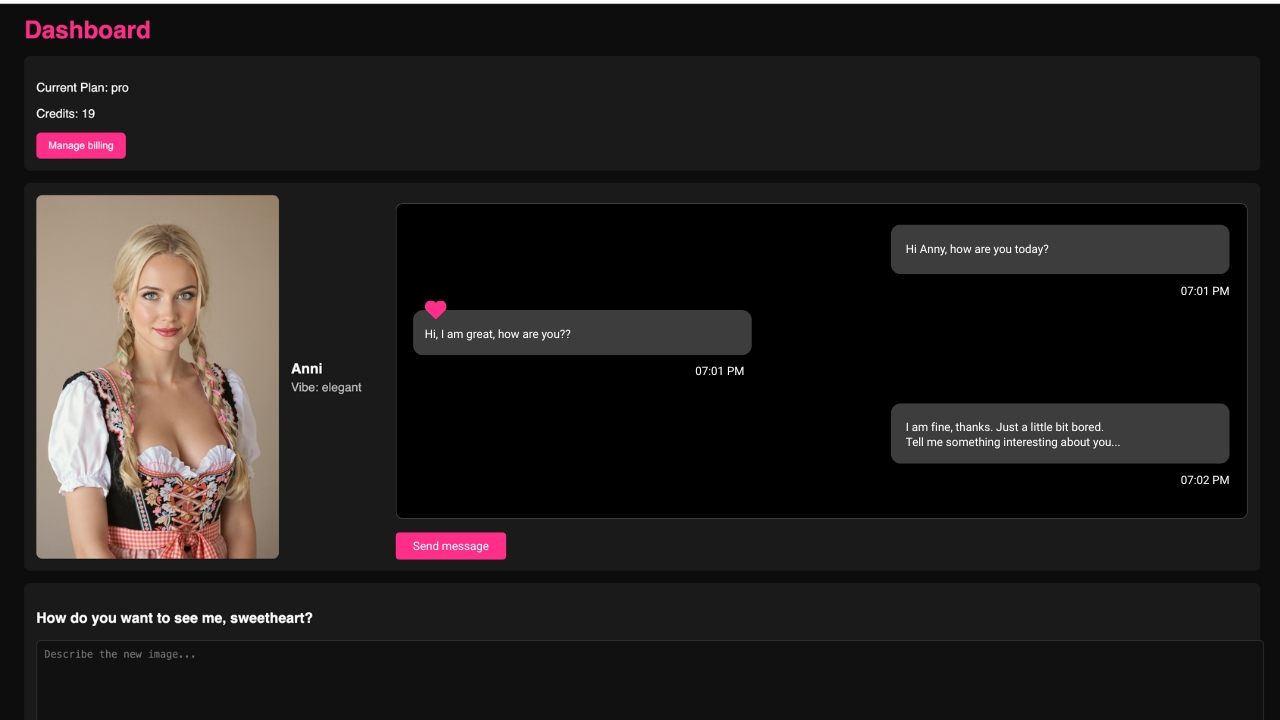 Dashboard
Current Plan: pro
Credits: 19
Manage billing
Anni
Vibe: elegant
Hi Anny, how are you today?
07:01 PM
Hi, I am great, how are you??
07:01 PM
I am fine, thanks. Just a little bit bored.
Tell me something interesting about you...
07:02 PM
Send message
How do you want to see me, sweetheart?
Describe the new image...